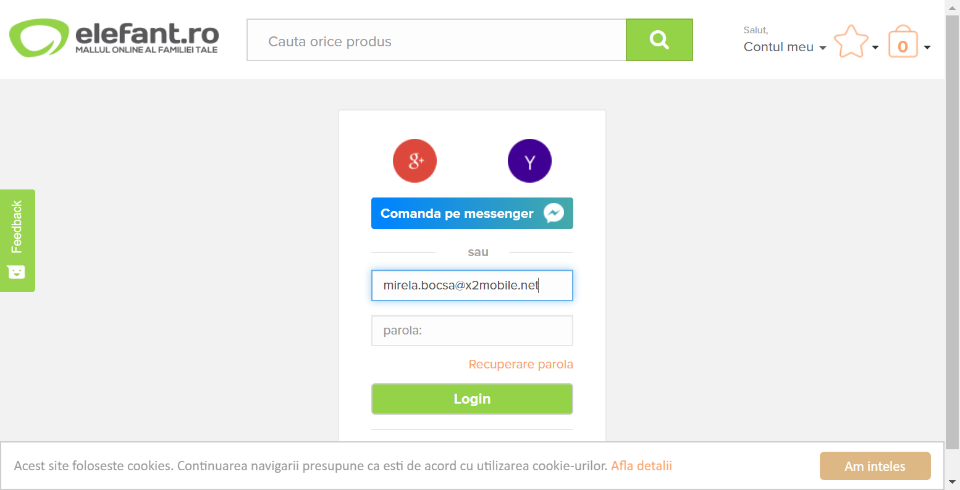 elefant.ro
MALLUL ONLINE AL FAMILIEI TALE
Cauta orice produs
Salut,
Contul meu
0
Feedback
g+
Y
Comanda pe messenger
sau
mirela.bocsa@x2mobile.net
parola:
Recuperare parola
Login
Acest site foloseste cookies. Continuarea navigarii presupune ca esti de acord cu utilizarea cookie-urilor. Afla detalii
Am inteles